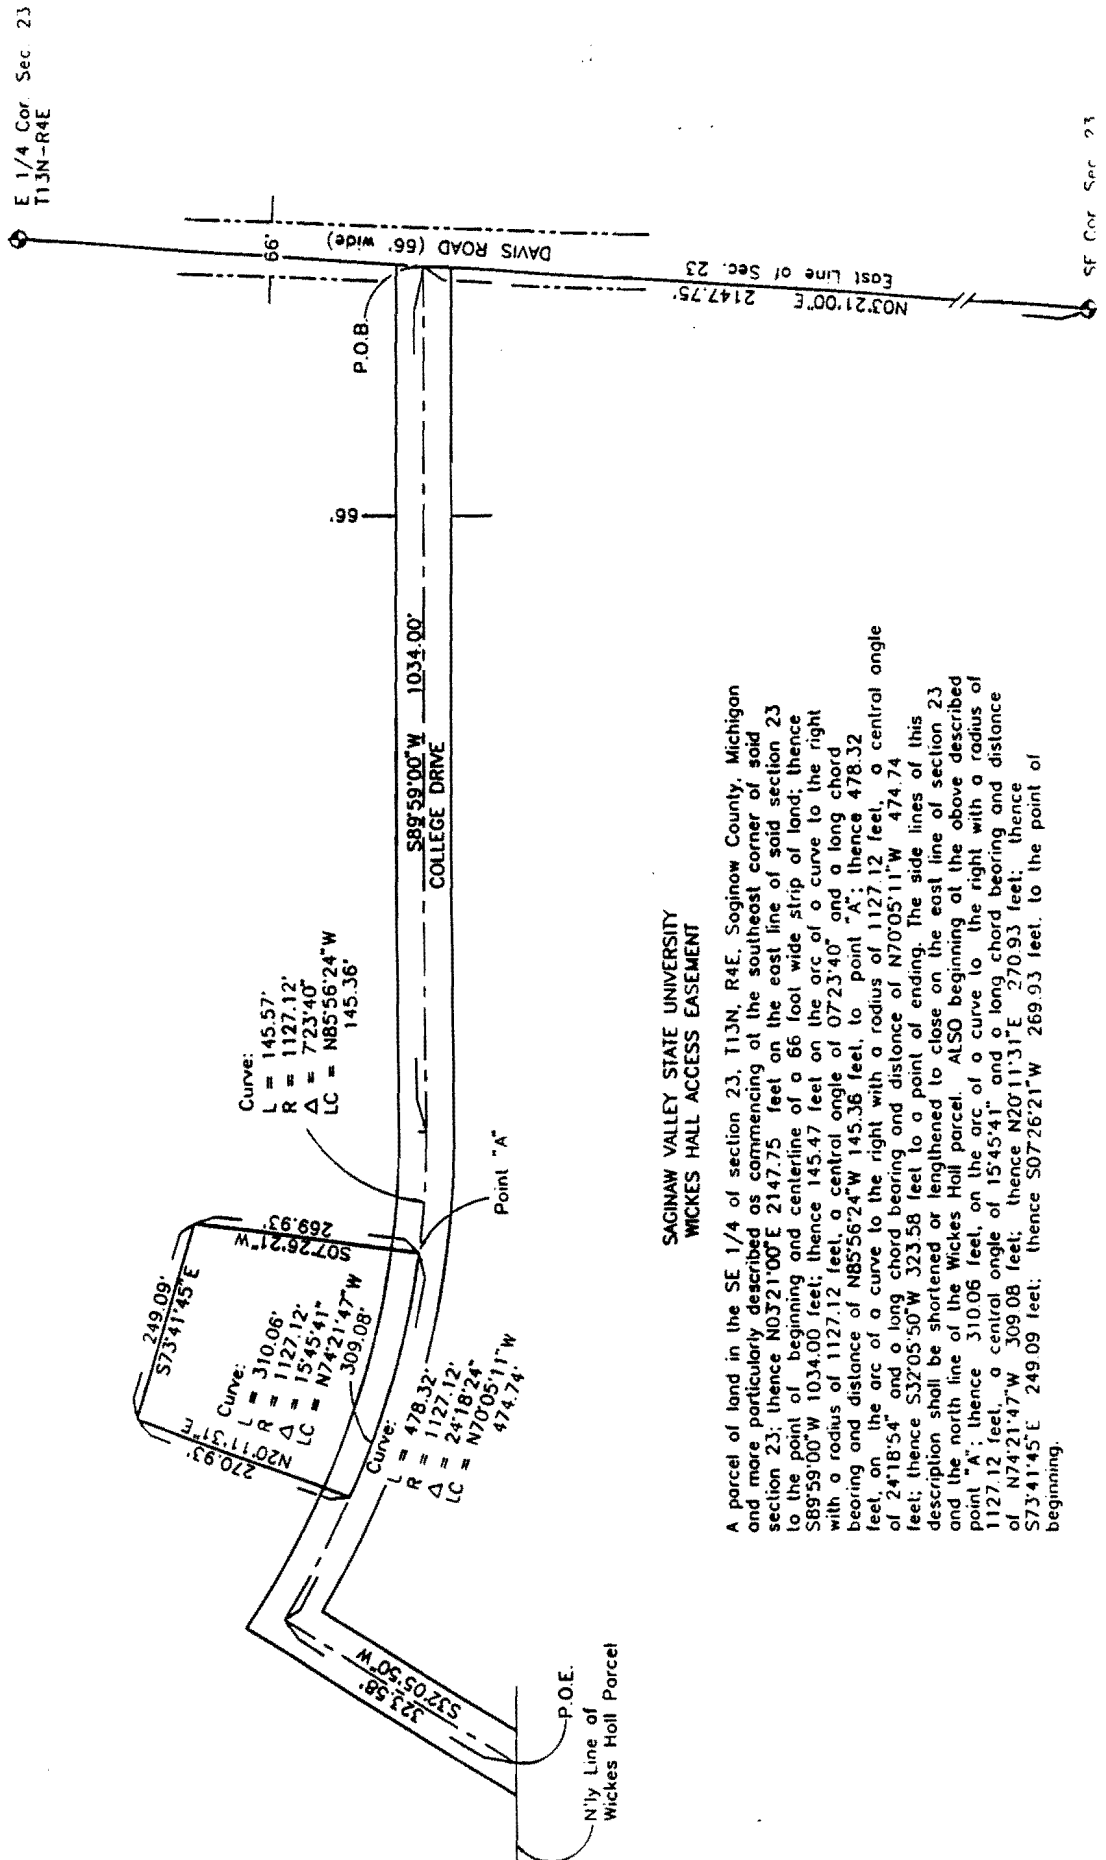 E 1/4 Cor. Sec. 23
T13N-R4E
66'
DAVIS ROAD (66' wide)
P.O.B.
East Line of Sec. 23
N03°21'00"E 2147.75'
SE Cor. Sec. 23
66'
S89°59'00"W 1034.00'
COLLEGE DRIVE
Curve:
L = 145.57'
R = 1127.12'
Δ = 7°23'40"
LC = N85°56'24"W
145.36'
Point "A"
249.09'
S73°41'45"E
S07°26'21"W
269.93'
Curve:
L = 310.06'
R = 1127.12'
Δ = 15°45'41"
LC = N74°21'47"W
309.08'
N20°11'31"E
270.93'
Curve:
L = 478.32'
R = 1127.12'
Δ = 24°18'24"
LC = N70°05'11"W
474.74'
323.58'
S32°05'50"W
P.O.E.
N'ly Line of
Wickes Hall Parcel
SAGINAW VALLEY STATE UNIVERSITY
WICKES HALL ACCESS EASEMENT
A parcel of land in the SE 1/4 of section 23, T13N, R4E, Saginaw County, Michigan
and more particularly described as commencing at the southeast corner of said
section 23; thence N03°21'00"E 2147.75 feet on the east line of said section 23
to the point of beginning and centerline of a 66 foot wide strip of land; thence
S89°59'00"W 1034.00 feet; thence 145.47 feet on the arc of a curve to the right
with a radius of 1127.12 feet, a central angle of 07°23'40" and a long chord
bearing and distance of N85°56'24"W 145.36 feet, to point "A"; thence 478.32
feet, on the arc of a curve to the right with a radius of 1127.12 feet, a central angle
of 24°18'54" and a long chord bearing and distance of N70°05'11"W 474.74
feet; thence S32°05'50"W 323.58 feet to a point of ending. The side lines of this
description shall be shortened or lengthened to close on the east line of section 23
and the north line of the Wickes Hall parcel. ALSO beginning at the above described
point "A"; thence 310.06 feet, on the arc of a curve to the right with a radius of
1127.12 feet, a central angle of 15°45'41" and a long chord bearing and distance
of N74°21'47"W 309.08 feet; thence N20°11'31"E 270.93 feet; thence
S73°41'45"E 249.09 feet; thence S07°26'21"W 269.93 feet. to the point of
beginning.